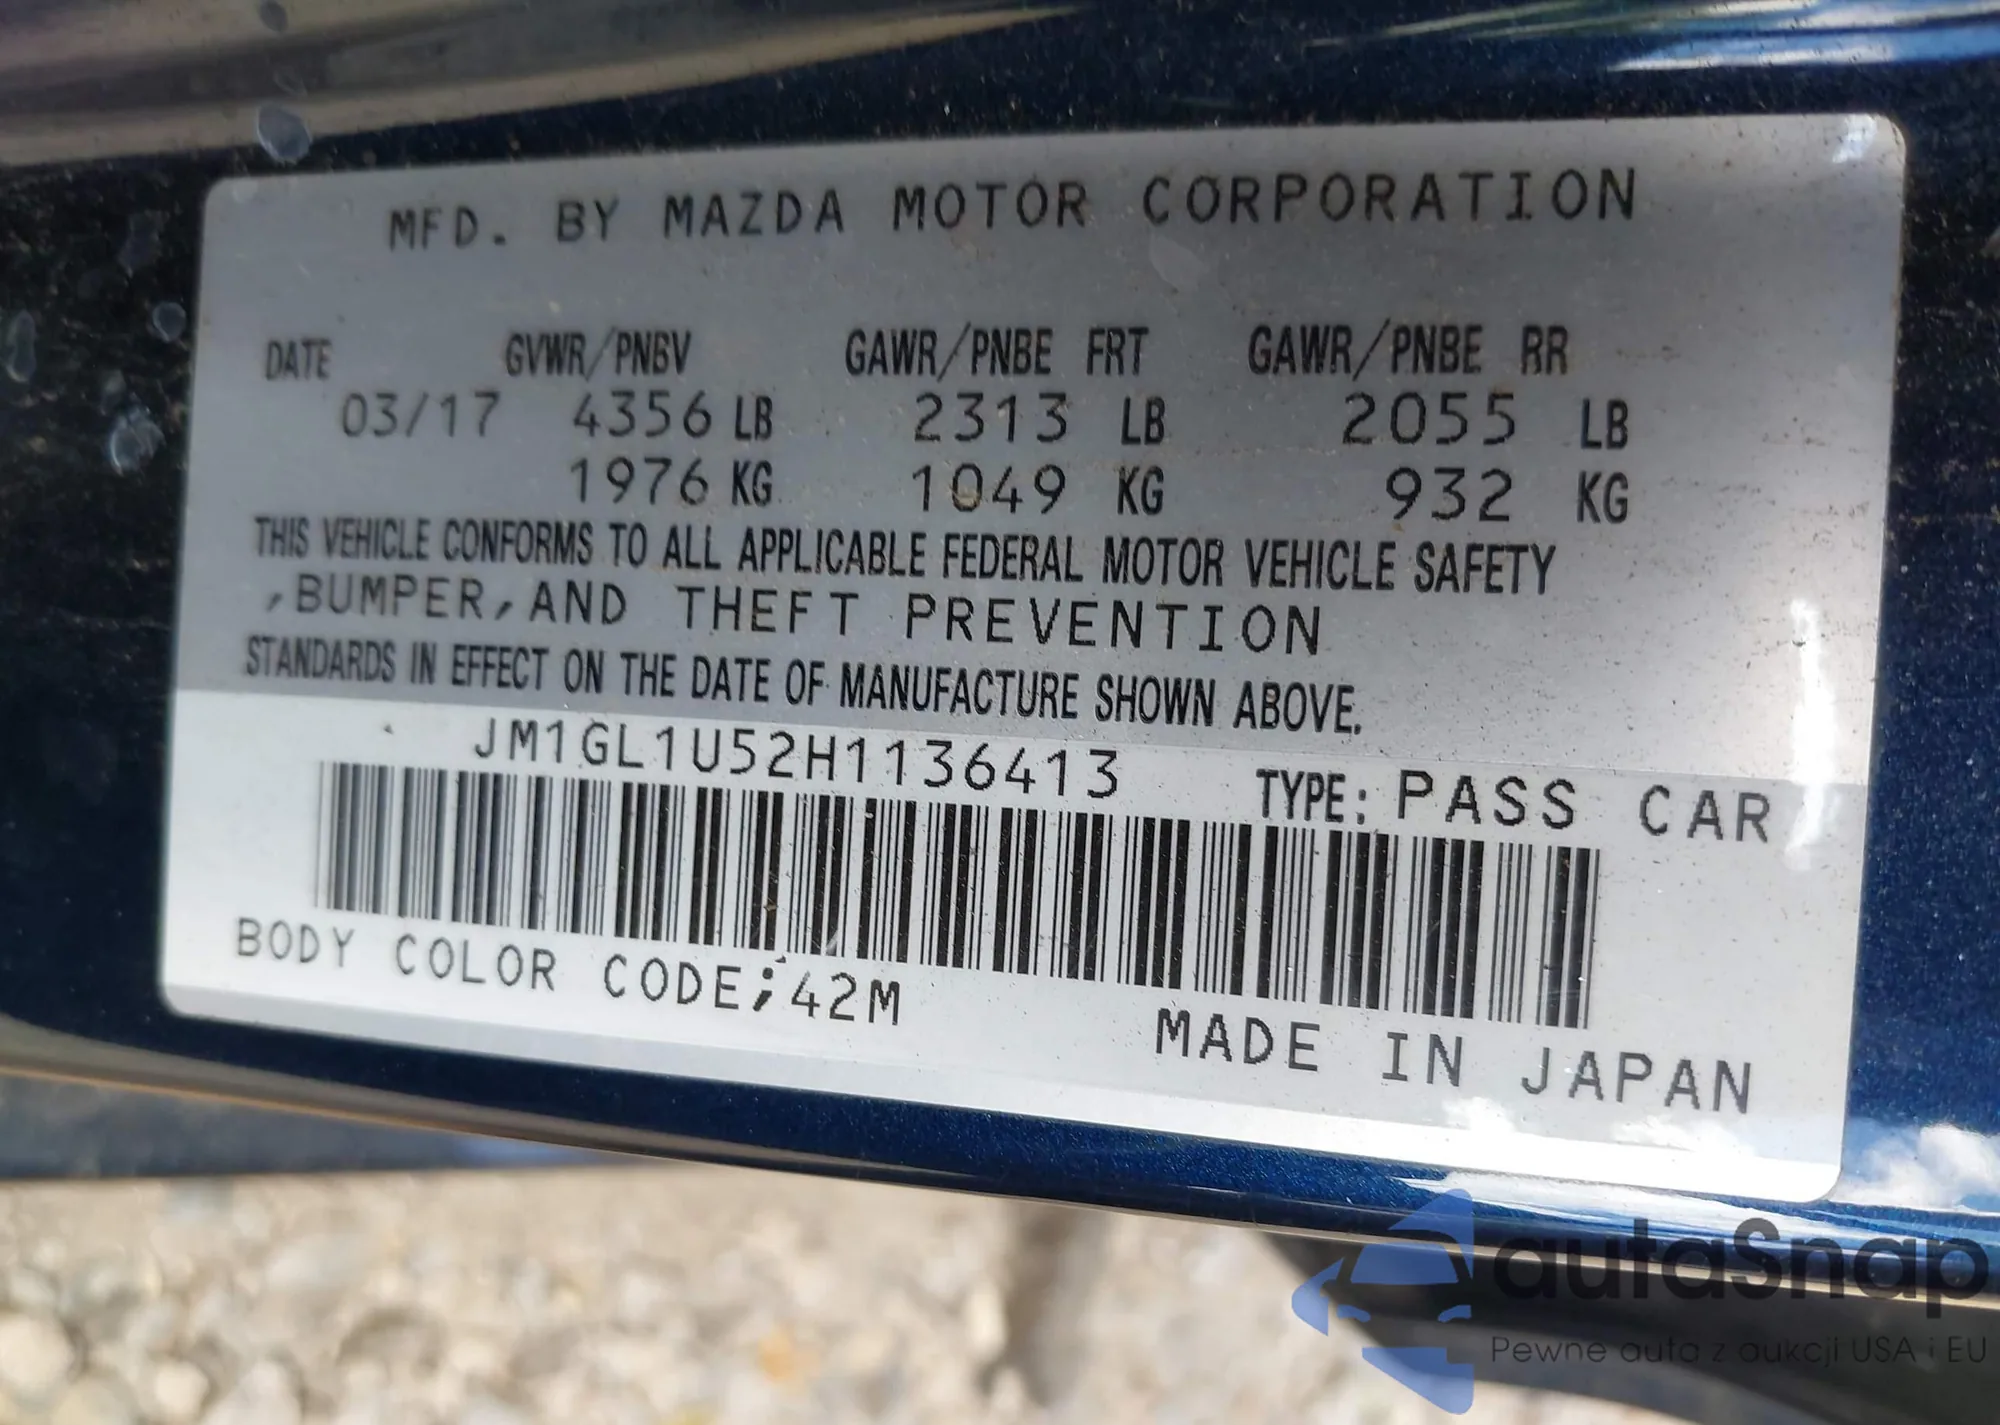 MFD. BY MAZDA MOTOR CORPORATION
DATE GVWR/PNBV GAWR/PNBE FRT GAWR/PNBE RR
03/17 4356 LB 2313 LB 2055 LB
1976 KG 1049 KG 932 KG
THIS VEHICLE CONFORMS TO ALL APPLICABLE FEDERAL MOTOR VEHICLE SAFETY
,BUMPER,AND THEFT PREVENTION
STANDARDS IN EFFECT ON THE DATE OF MANUFACTURE SHOWN ABOVE.
JM1GL1U52H1136413 TYPE: PASS CAR
BODY COLOR CODE;42M
MADE IN JAPAN
autaSnap
Pewne auta z aukcji USA i EU